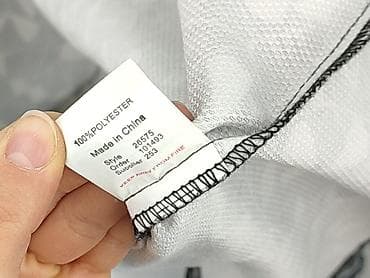 100%POLYESTER
Made in China
Style 26575
Order 101493
Supplier 253
KEEP AWAY FROM FIRE